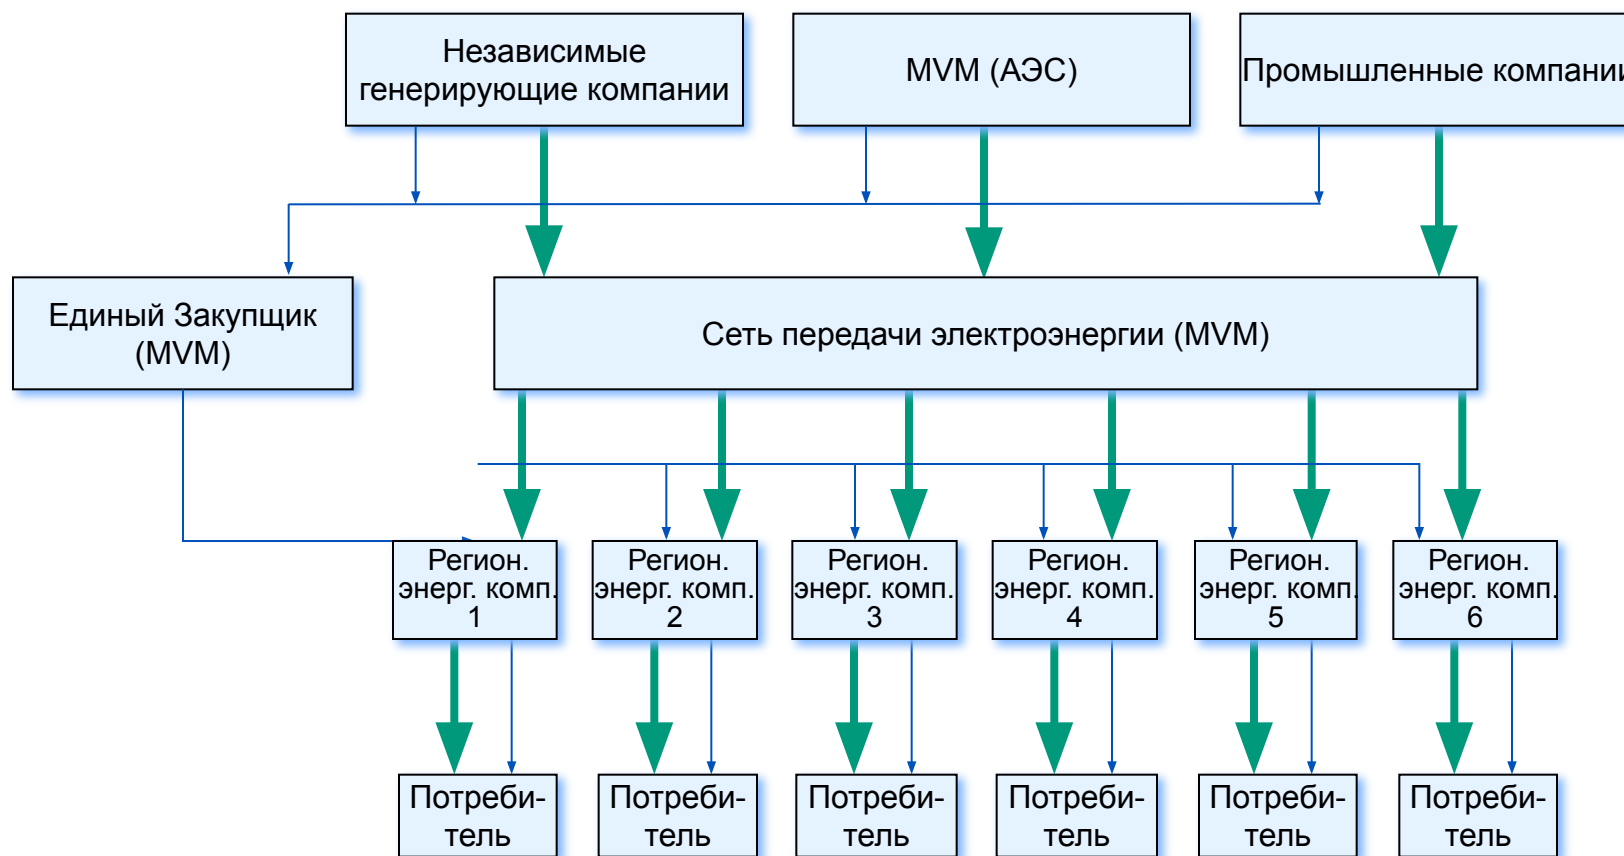 Независимые
генерирующие компании
MVM (АЭС)
Промышленные компании
Единый Закупщик
(MVM)
Сеть передачи электроэнергии (MVM)
Регион.
энерг. комп.
1
Регион.
энерг. комп.
2
Регион.
энерг. комп.
3
Регион.
энерг. комп.
4
Регион.
энерг. комп.
5
Регион.
энерг. комп.
6
Потреби-
тель
Потреби-
тель
Потреби-
тель
Потреби-
тель
Потреби-
тель
Потреби-
тель